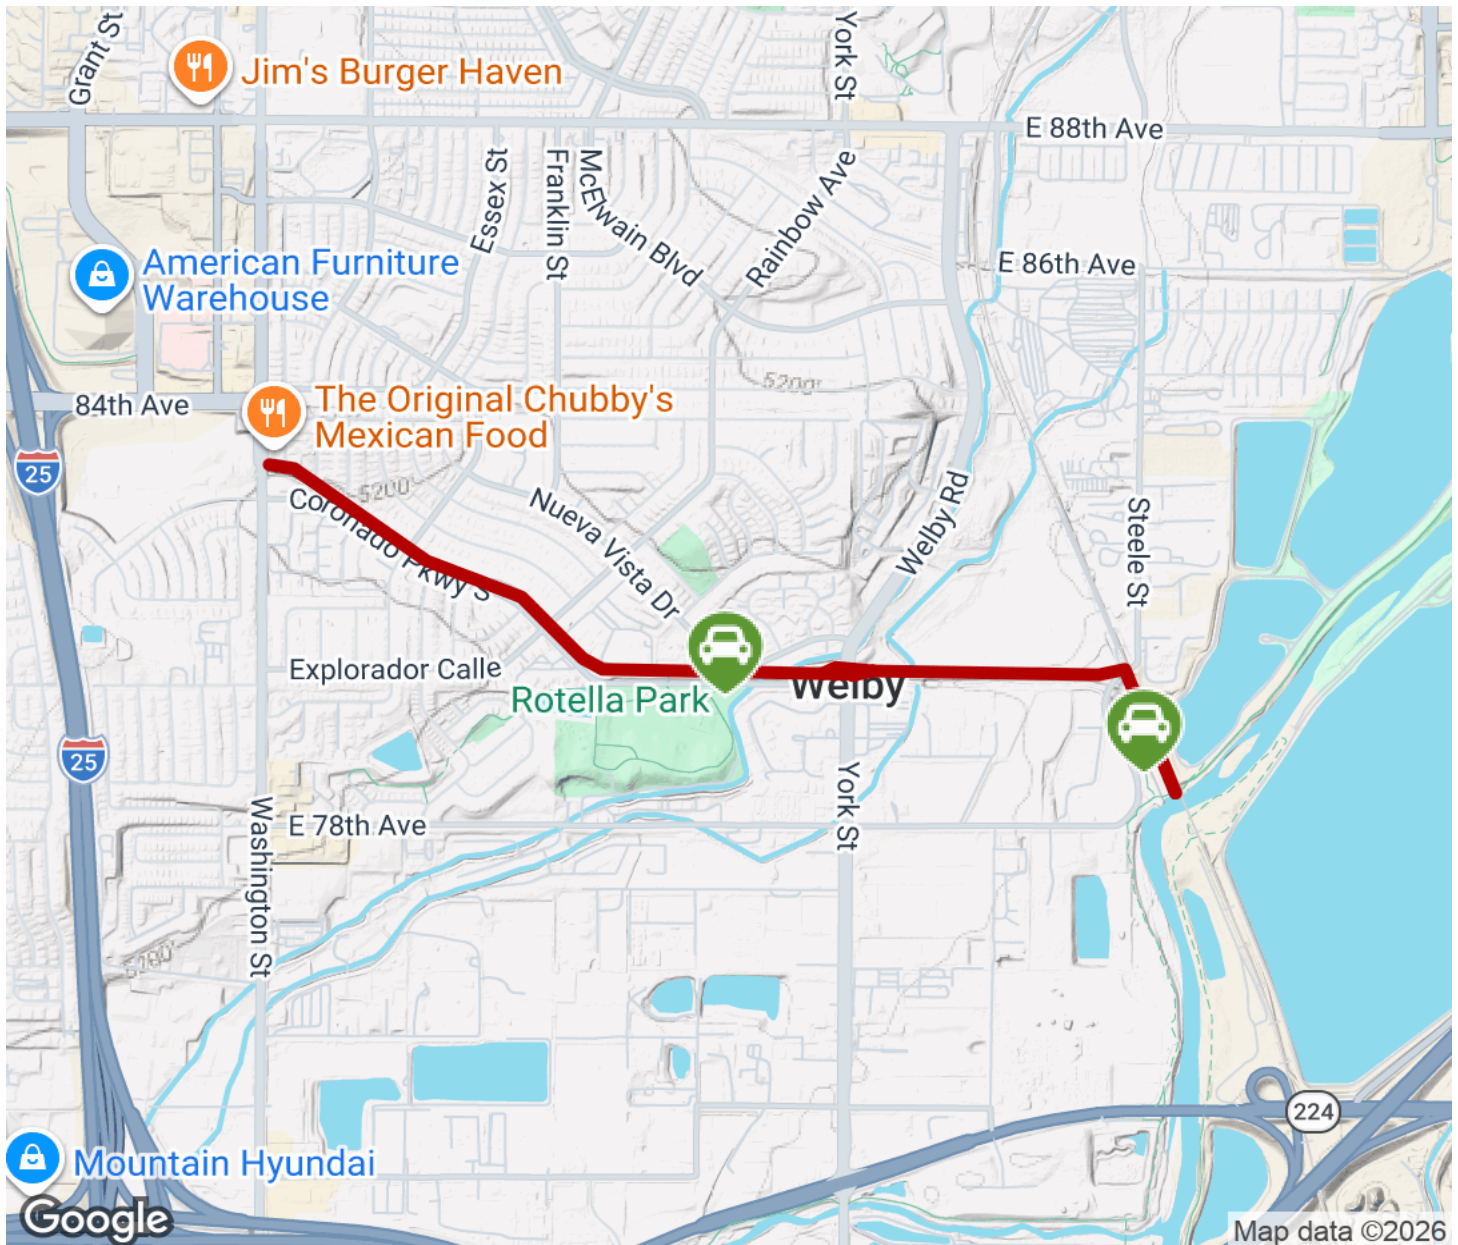 Grant St
York St
Jim's Burger Haven
E 88th Ave
Essex St
Franklin St
McElwain Blvd
Rainbow Ave
American Furniture
Warehouse
E 86th Ave
5200'
84th Ave
The Original Chubby's
Mexican Food
25
5200'
Coronado Pkwy S
Nueva Vista Dr
Welby Rd
Steele St
Explorador Calle
Rotella Park
Welby
25
Washington St
E 78th Ave
York St
5180'
224
Mountain Hyundai
Google
Map data ©2026